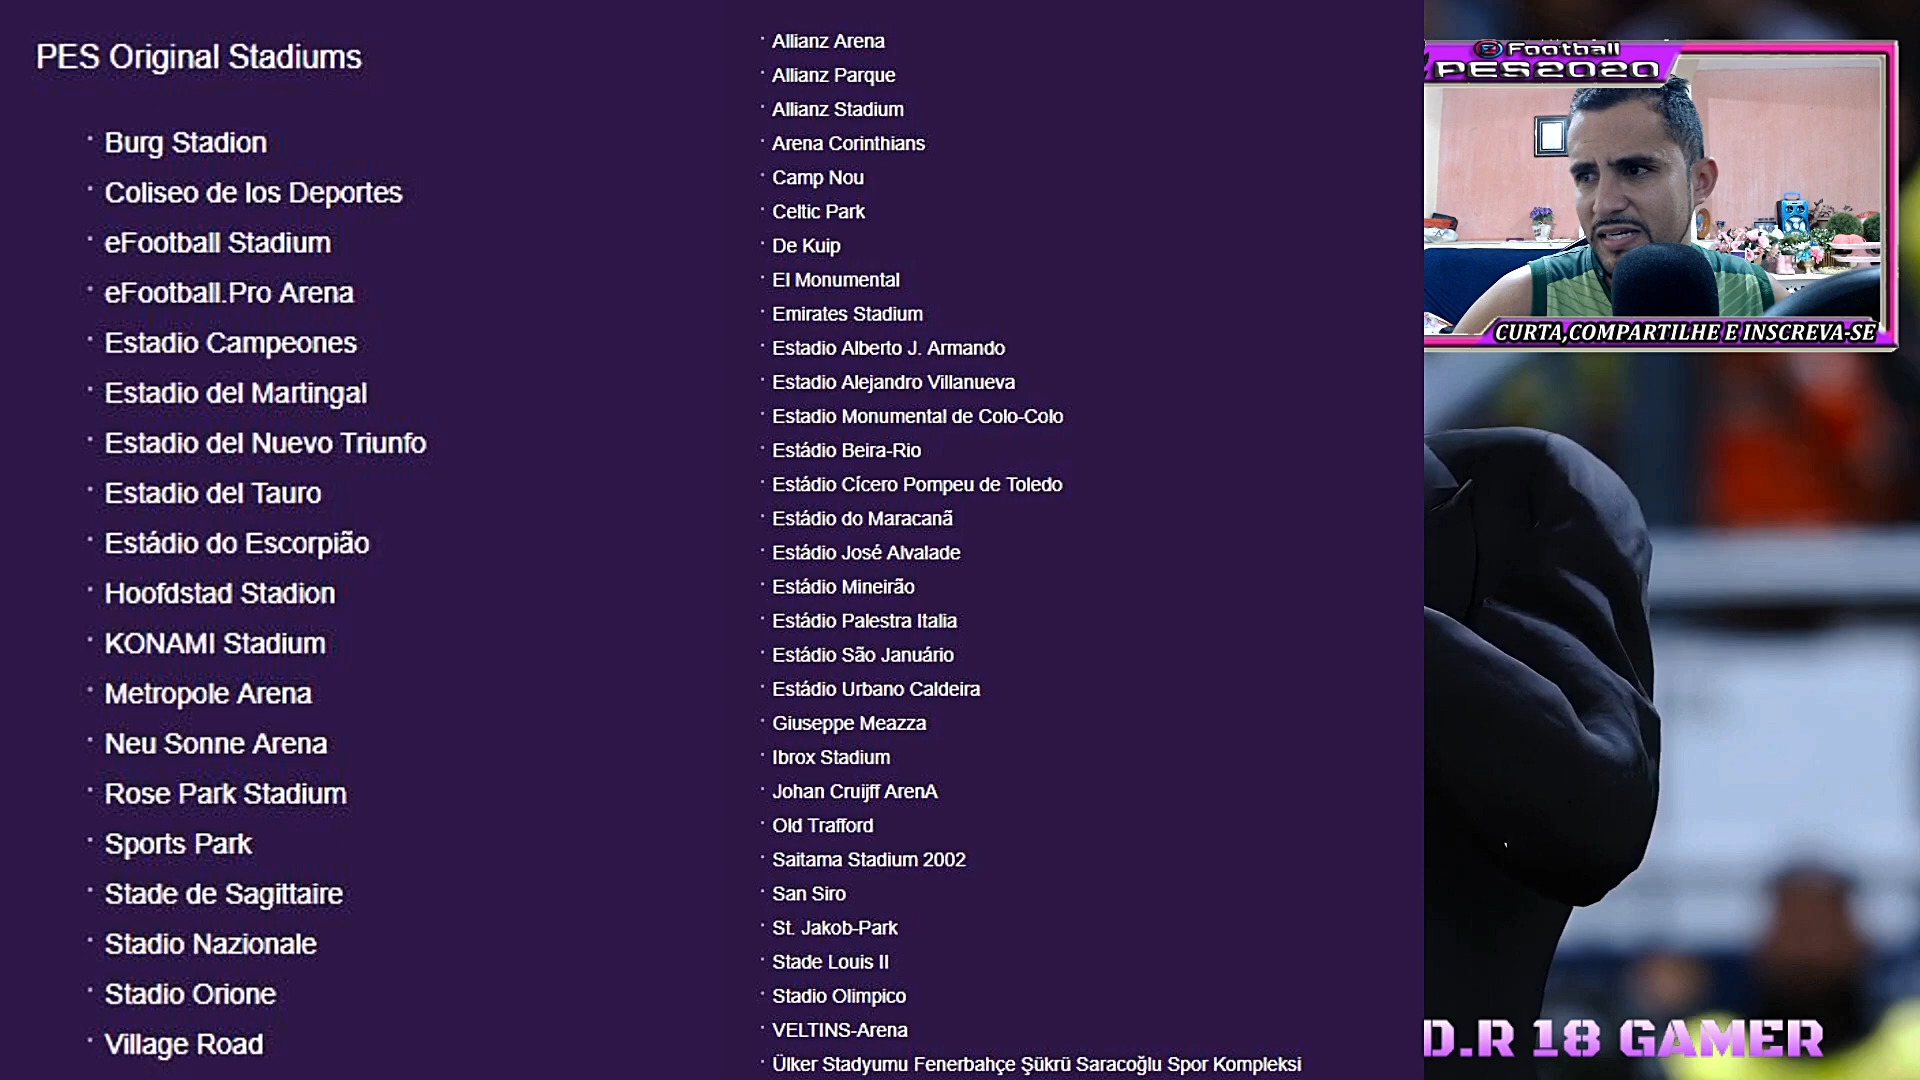 PES Original Stadiums
Burg Stadion
Coliseo de los Deportes
eFootball Stadium
eFootball.Pro Arena
Estadio Campeones
Estadio del Martingal
Estadio del Nuevo Triunfo
Estadio del Tauro
Estádio do Escorpião
Hoofdstad Stadion
KONAMI Stadium
Metropole Arena
Neu Sonne Arena
Rose Park Stadium
Sports Park
Stade de Sagittaire
Stadio Nazionale
Stadio Orione
Village Road
Allianz Arena
Allianz Parque
Allianz Stadium
Arena Corinthians
Camp Nou
Celtic Park
De Kuip
El Monumental
Emirates Stadium
Estadio Alberto J. Armando
Estadio Alejandro Villanueva
Estadio Monumental de Colo-Colo
Estádio Beira-Rio
Estádio Cícero Pompeu de Toledo
Estádio do Maracanã
Estádio José Alvalade
Estádio Mineirão
Estádio Palestra Italia
Estádio São Januário
Estádio Urbano Caldeira
Giuseppe Meazza
Ibrox Stadium
Johan Cruijff ArenA
Old Trafford
Saitama Stadium 2002
San Siro
St. Jakob-Park
Stade Louis II
Stadio Olimpico
VELTINS-Arena
Ülker Stadyumu Fenerbahçe Şükrü Saracoğlu Spor Kompleksi
Football
PES2020
CURTA,COMPARTILHE E INSCREVA-SE
D.R 18 GAMER